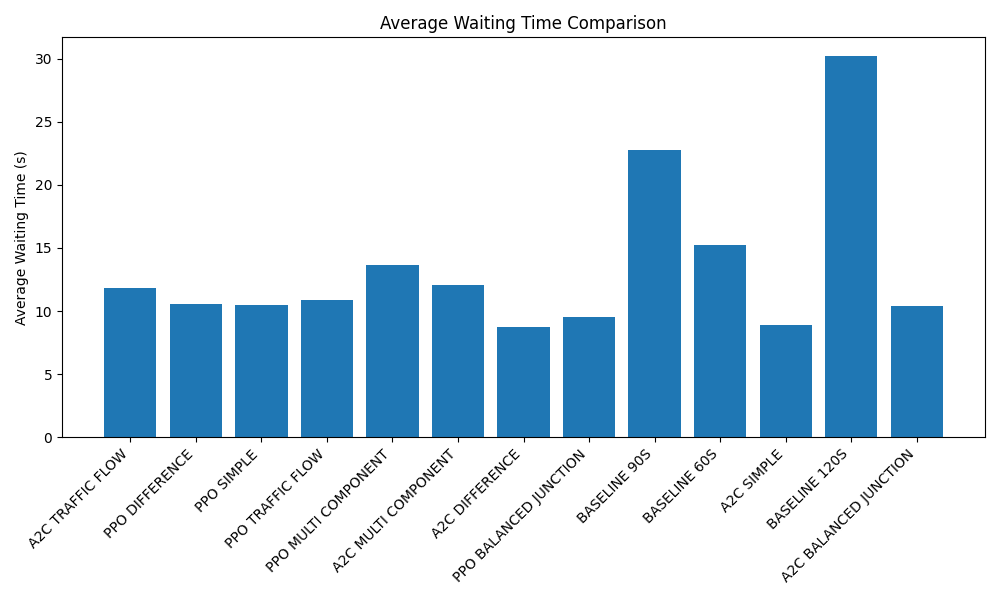 Average Waiting Time Comparison
Average Waiting Time (s)
30
25
20
15
10
5
0
A2C TRAFFIC FLOW
PPO DIFFERENCE
PPO SIMPLE
PPO TRAFFIC FLOW
PPO MULTI COMPONENT
A2C MULTI COMPONENT
A2C DIFFERENCE
PPO BALANCED JUNCTION
BASELINE 90S
BASELINE 60S
A2C SIMPLE
BASELINE 120S
A2C BALANCED JUNCTION